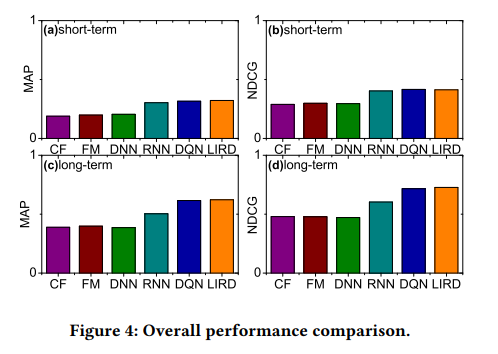 (a)short-term
1
MAP
0
CF FM DNN RNN DQN LIRD
(b)short-term
1
NDCG
0
CF FM DNN RNN DQN LIRD
(c)long-term
1
MAP
0
CF FM DNN RNN DQN LIRD
(d)long-term
1
NDCG
0
CF FM DNN RNN DQN LIRD
Figure 4: Overall performance comparison.